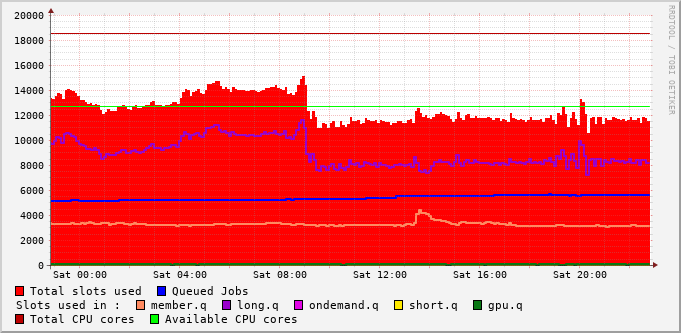 20000
18000
16000
14000
12000
10000
8000
6000
4000
2000
0
Sat 00:00 Sat 04:00 Sat 08:00 Sat 12:00 Sat 16:00 Sat 20:00
RRDTOOL / TOBI OETIKER
Total slots used Queued Jobs
Slots used in : member.q long.q ondemand.q short.q gpu.q
Total CPU cores Available CPU cores